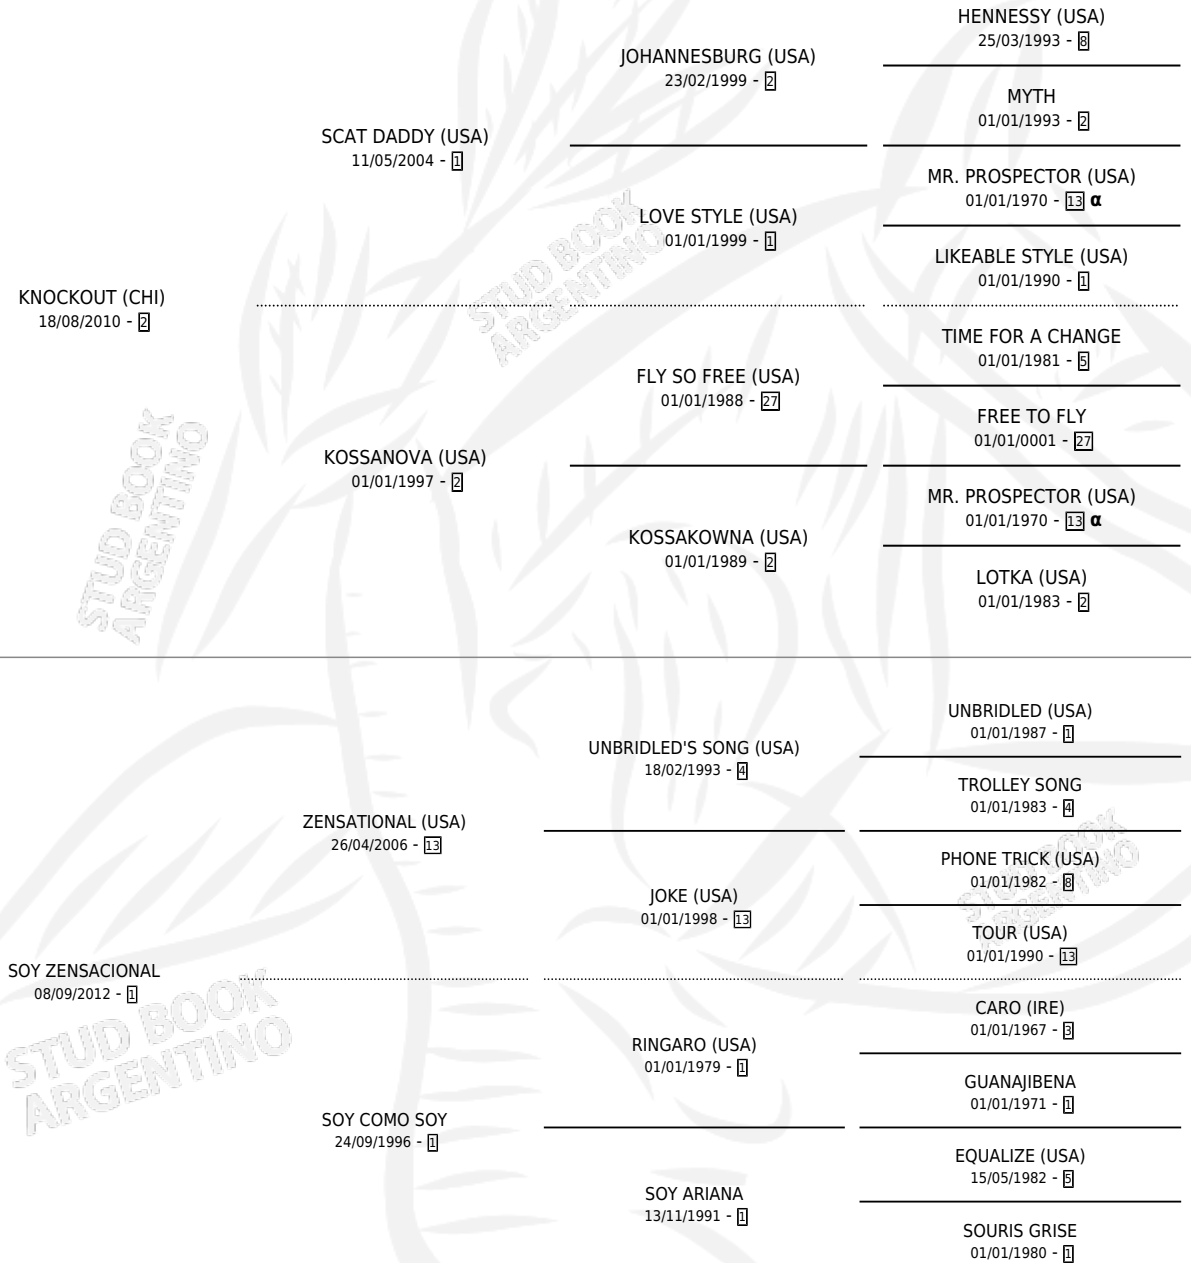 HENNESSY (USA)
25/03/1993 - 8
JOHANNESBURG (USA)
23/02/1999 - 2
MYTH
01/01/1993 - 2
SCAT DADDY (USA)
11/05/2004 - 1
MR. PROSPECTOR (USA)
01/01/1970 - 13 α
LOVE STYLE (USA)
01/01/1999 - 1
LIKEABLE STYLE (USA)
01/01/1990 - 1
KNOCKOUT (CHI)
18/08/2010 - 2
TIME FOR A CHANGE
01/01/1981 - 5
FLY SO FREE (USA)
01/01/1988 - 27
FREE TO FLY
01/01/0001 - 27
KOSSANOVA (USA)
01/01/1997 - 2
MR. PROSPECTOR (USA)
01/01/1970 - 13 α
KOSSAKOWNA (USA)
01/01/1989 - 2
LOTKA (USA)
01/01/1983 - 2
UNBRIDLED (USA)
01/01/1987 - 1
UNBRIDLED'S SONG (USA)
18/02/1993 - 4
TROLLEY SONG
01/01/1983 - 4
ZENSATIONAL (USA)
26/04/2006 - 13
PHONE TRICK (USA)
01/01/1982 - 8
JOKE (USA)
01/01/1998 - 13
TOUR (USA)
01/01/1990 - 13
SOY ZENSACIONAL
08/09/2012 - 1
CARO (IRE)
01/01/1967 - 3
RINGARO (USA)
01/01/1979 - 1
GUANAJIBENA
01/01/1971 - 1
SOY COMO SOY
24/09/1996 - 1
EQUALIZE (USA)
15/05/1982 - 5
SOY ARIANA
13/11/1991 - 1
SOURIS GRISE
01/01/1980 - 1
STUD BOOK
ARGENTINO
STUD BOOK
ARGENTINO
STUD BOOK
ARGENTINO
STUD BOOK
ARGENTINO